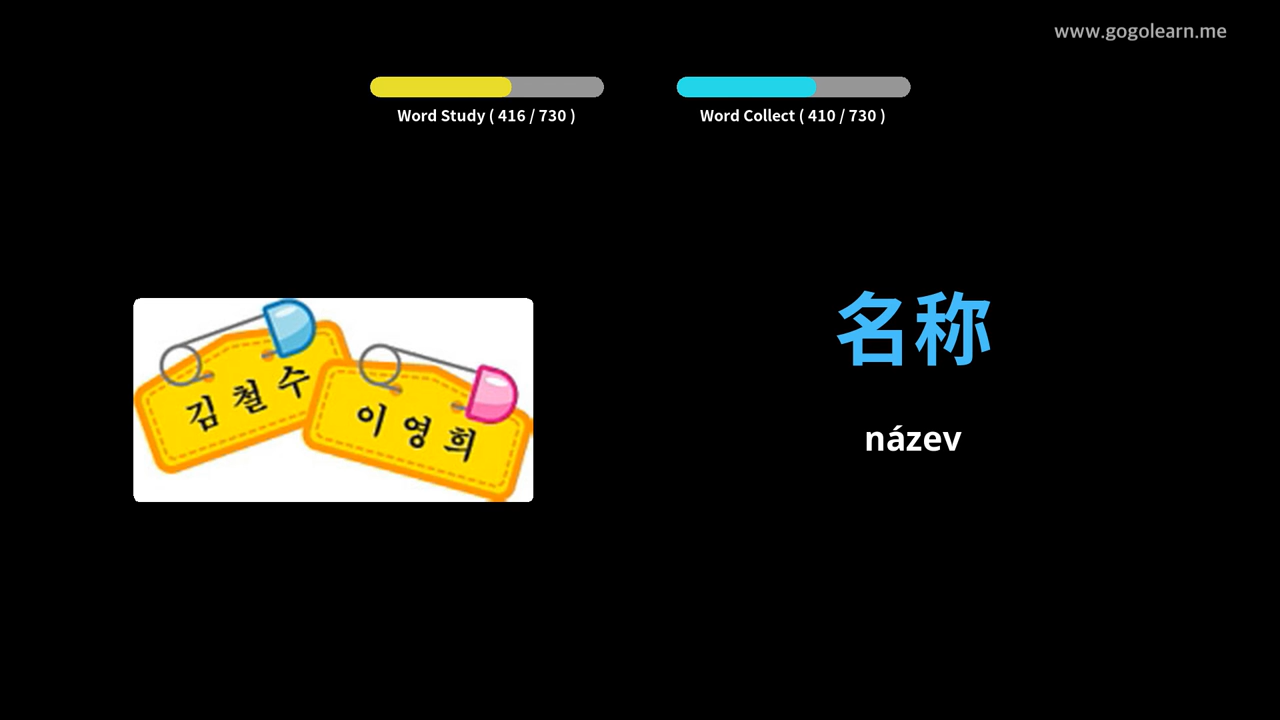 www.gogolearn.me
Word Study ( 416 / 730 )
Word Collect ( 410 / 730 )
김철수
이영희
名称
název